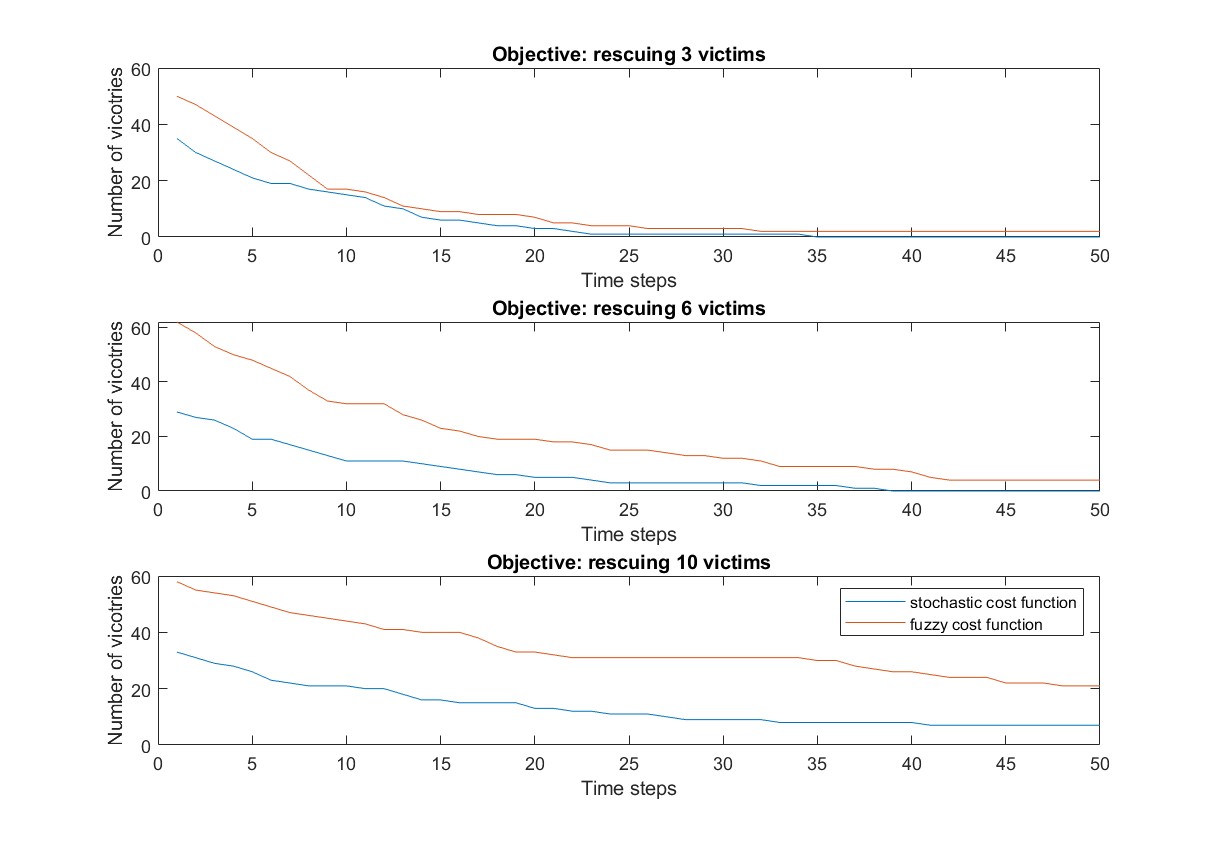 Objective: rescuing 3 victims
60
40
20
0
Number of vicotries
0 5 10 15 20 25 30 35 40 45 50
Time steps
Objective: rescuing 6 victims
60
40
20
0
Number of vicotries
0 5 10 15 20 25 30 35 40 45 50
Time steps
Objective: rescuing 10 victims
60
40
20
0
Number of vicotries
stochastic cost function
fuzzy cost function
0 5 10 15 20 25 30 35 40 45 50
Time steps